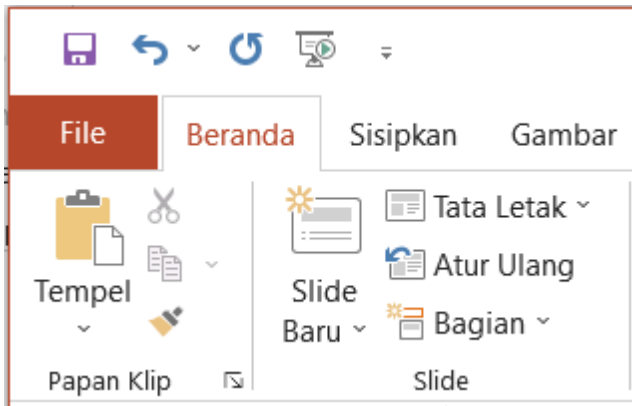 File Beranda Sisipkan Gambar
Tempel
Slide
Baru
Tata Letak
Atur Ulang
Bagian
Papan Klip
Slide